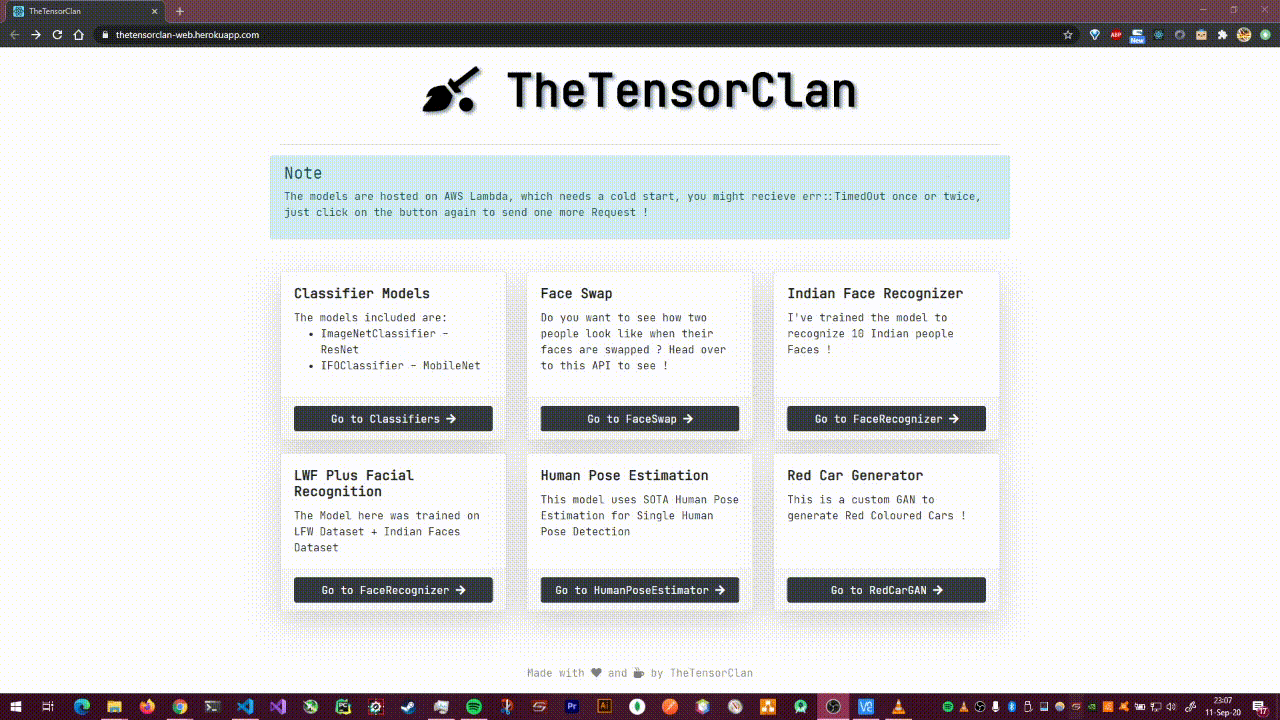 TheTensorClan
thetensorclan-web.herokuapp.com
ABP
New
TheTensorClan
Note
The models are hosted on AWS Lambda, which needs a cold start, you might recieve err::TimedOut once or twice,
just click on the button again to send one more Request !
Classifier Models
The models included are:
• ImageNetClassifier -
ResNet
• IFOClassifier - MobileNet
Go to Classifiers →
Face Swap
Do you want to see how two
people look like when their
faces are swapped ? Head over
to this API to see !
Go to FaceSwap →
Indian Face Recognizer
I've trained the model to
recognize 10 Indian people
Faces !
Go to FaceRecognizer →
LWF Plus Facial
Recognition
The Model here was trained on
LFW Dataset + Indian Faces
Dataset
Go to FaceRecognizer →
Human Pose Estimation
This model uses SOTA Human Pose
Estimation for Single Human
Pose Detection
Go to HumanPoseEstimator →
Red Car Generator
This is a custom GAN to
generate Red Coloured Cars !
Go to RedCarGAN →
Made with ♥ and ☕ by TheTensorClan
PC
Pr
Ai
23:07
11-Sep-20
17